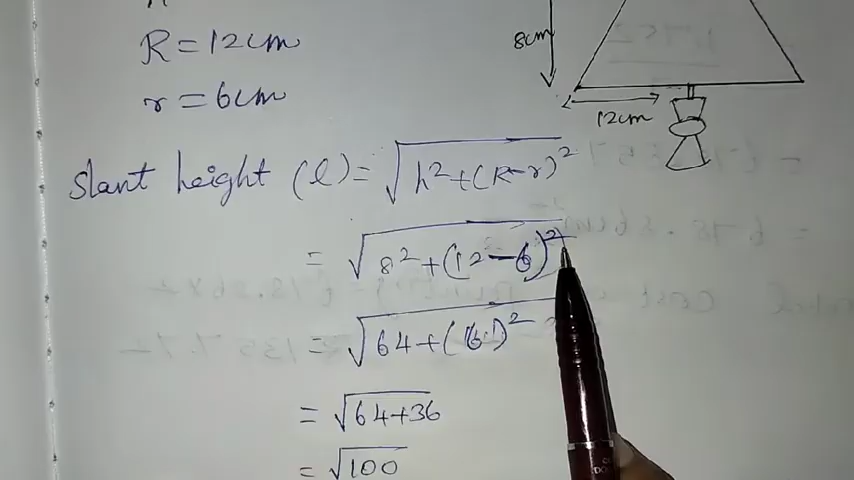 R = 12cm
8cm
r = 6cm
12cm
Slant height (l) = √h²+(R-r)²
= √8²+(12-6)²
= √64+(6)²
= √64+36
= √100